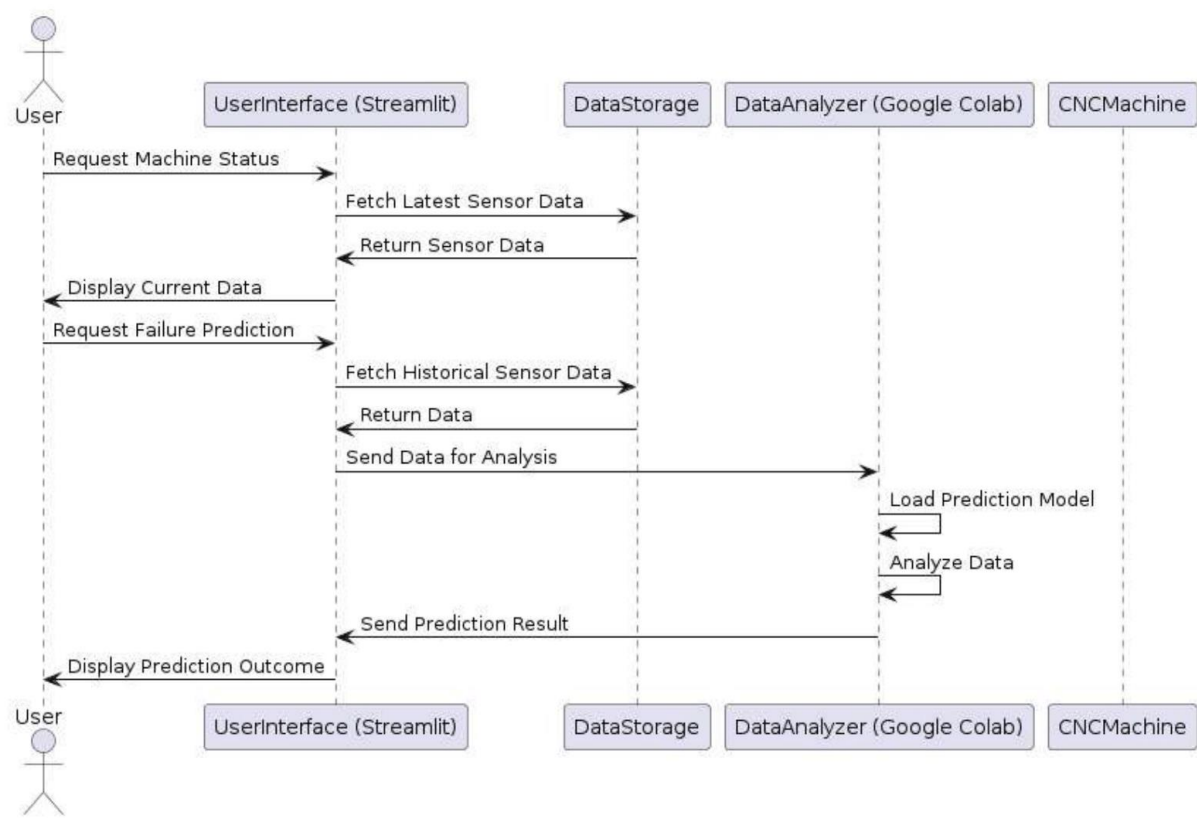 User
UserInterface (Streamlit)
DataStorage
DataAnalyzer (Google Colab)
CNCMachine
Request Machine Status
Fetch Latest Sensor Data
Return Sensor Data
Display Current Data
Request Failure Prediction
Fetch Historical Sensor Data
Return Data
Send Data for Analysis
Load Prediction Model
Analyze Data
Send Prediction Result
Display Prediction Outcome
User
UserInterface (Streamlit)
DataStorage
DataAnalyzer (Google Colab)
CNCMachine